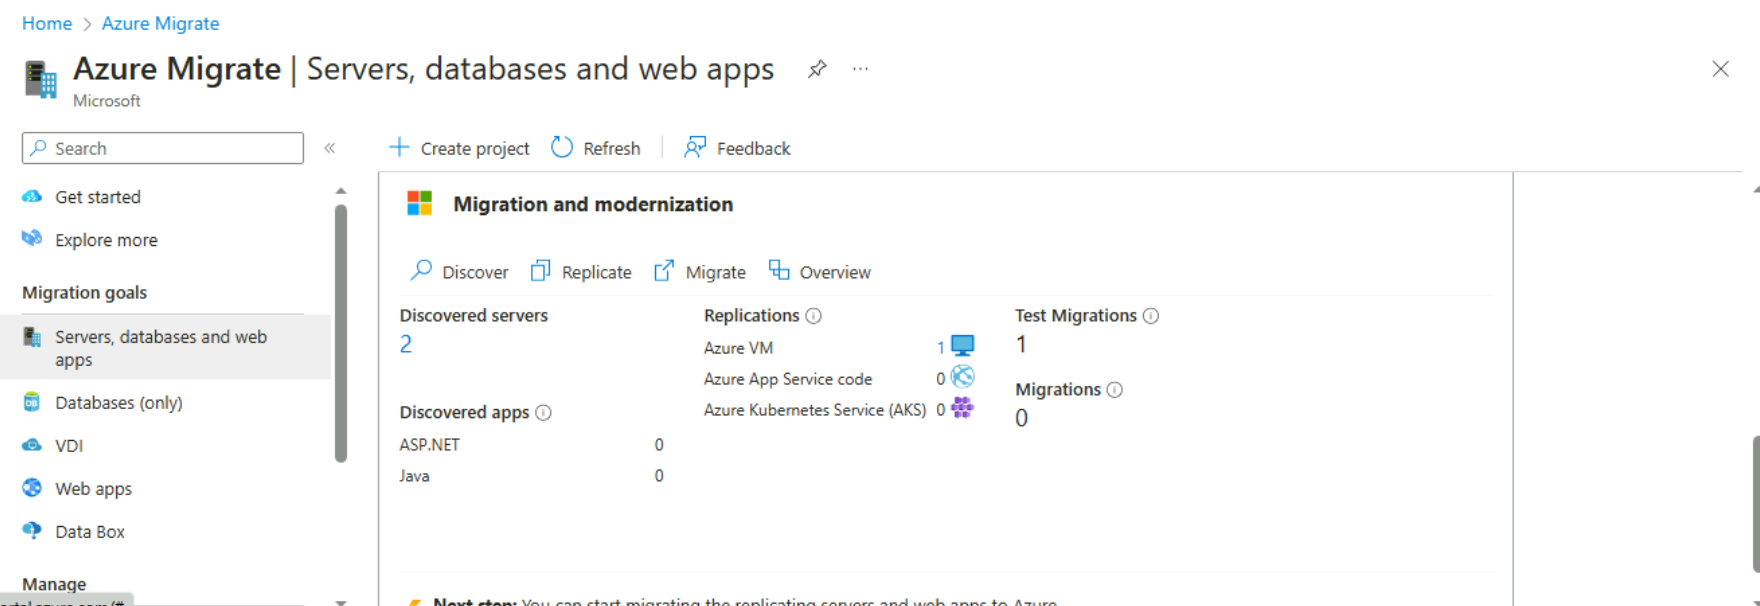 Home > Azure Migrate
Azure Migrate | Servers, databases and web apps
Microsoft
Search
Create project
Refresh
Feedback
Get started
Explore more
Migration goals
Servers, databases and web
apps
Databases (only)
VDI
Web apps
Data Box
Manage
Migration and modernization
Discover
Replicate
Migrate
Overview
Discovered servers
2
Discovered apps
ASP.NET 0
Java 0
Replications
Azure VM 1
Azure App Service code 0
Azure Kubernetes Service (AKS) 0
Test Migrations
1
Migrations
0
Next step: You can start migrating the replicating servers and web apps to Azure